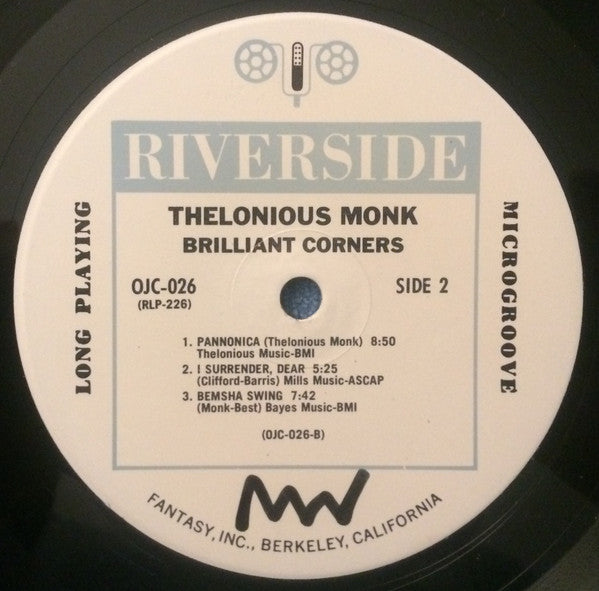 RIVERSIDE
THELONIOUS MONK
BRILLIANT CORNERS
OJC-026
(RLP-226)
SIDE 2
LONG PLAYING
MICROGROOVE
1. PANNONICA (Thelonious Monk) 8:50
Thelonious Music-BMI
2. I SURRENDER, DEAR 5:25
(Clifford-Barris) Mills Music-ASCAP
3. BEMSHA SWING 7:42
(Monk-Best) Bayes Music-BMI
(OJC-026-B)
MW
FANTASY, INC., BERKELEY, CALIFORNIA